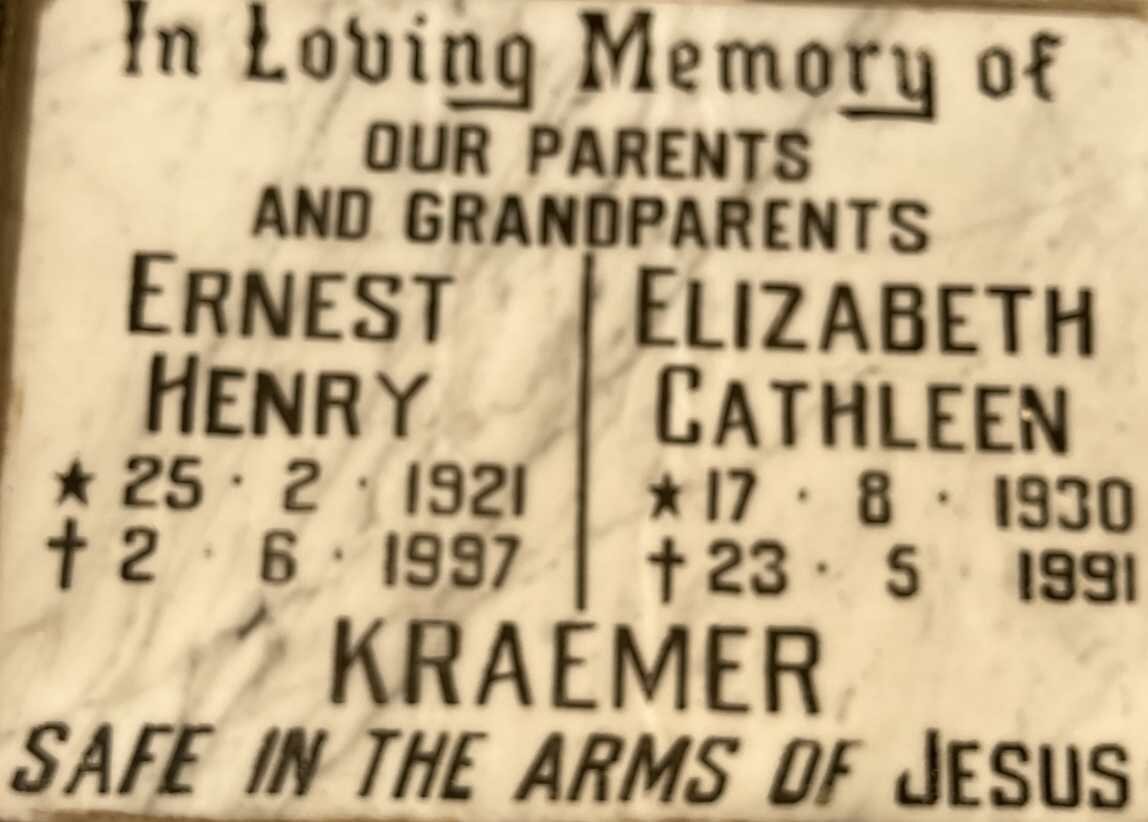 In Loving Memory of
OUR PARENTS
AND GRANDPARENTS
ERNEST
HENRY
★ 25 · 2 · 1921
† 2 · 6 · 1997
ELIZABETH
CATHLEEN
★ 17 · 8 · 1930
† 23 · 5 · 1991
KRAEMER
SAFE IN THE ARMS OF JESUS